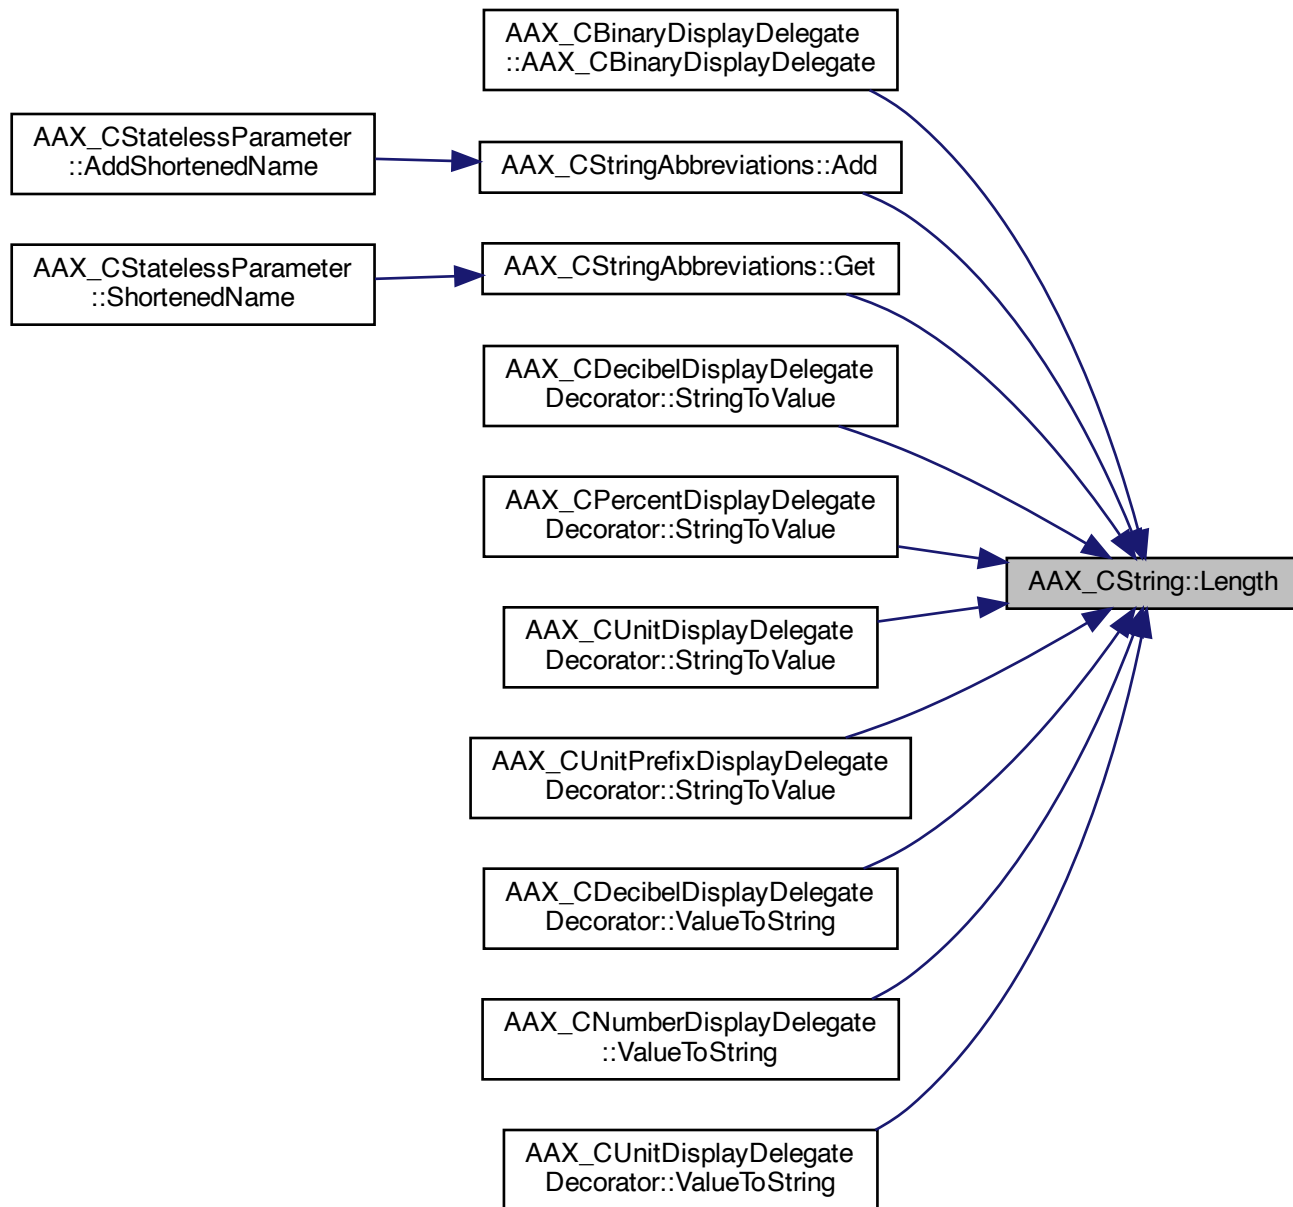 AAX_CBinaryDisplayDelegate
::AAX_CBinaryDisplayDelegate
AAX_CStatelessParameter
::AddShortenedName
AAX_CStringAbbreviations::Add
AAX_CStatelessParameter
::ShortenedName
AAX_CStringAbbreviations::Get
AAX_CDecibelDisplayDelegate
Decorator::StringToValue
AAX_CPercentDisplayDelegate
Decorator::StringToValue
AAX_CString::Length
AAX_CUnitDisplayDelegate
Decorator::StringToValue
AAX_CUnitPrefixDisplayDelegate
Decorator::StringToValue
AAX_CDecibelDisplayDelegate
Decorator::ValueToString
AAX_CNumberDisplayDelegate
::ValueToString
AAX_CUnitDisplayDelegate
Decorator::ValueToString